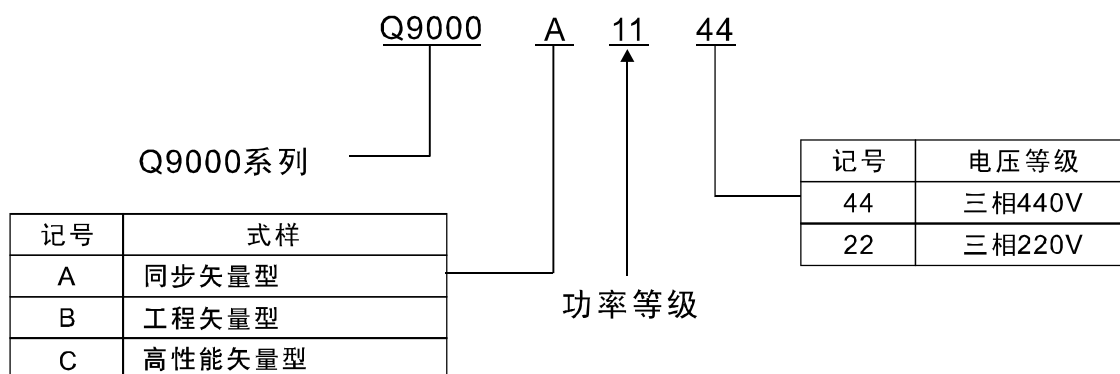 Q9000 A 11 44
Q9000系列
记号 电压等级
44 三相440V
22 三相220V
记号 式样
A 同步矢量型
B 工程矢量型
C 高性能矢量型
功率等级